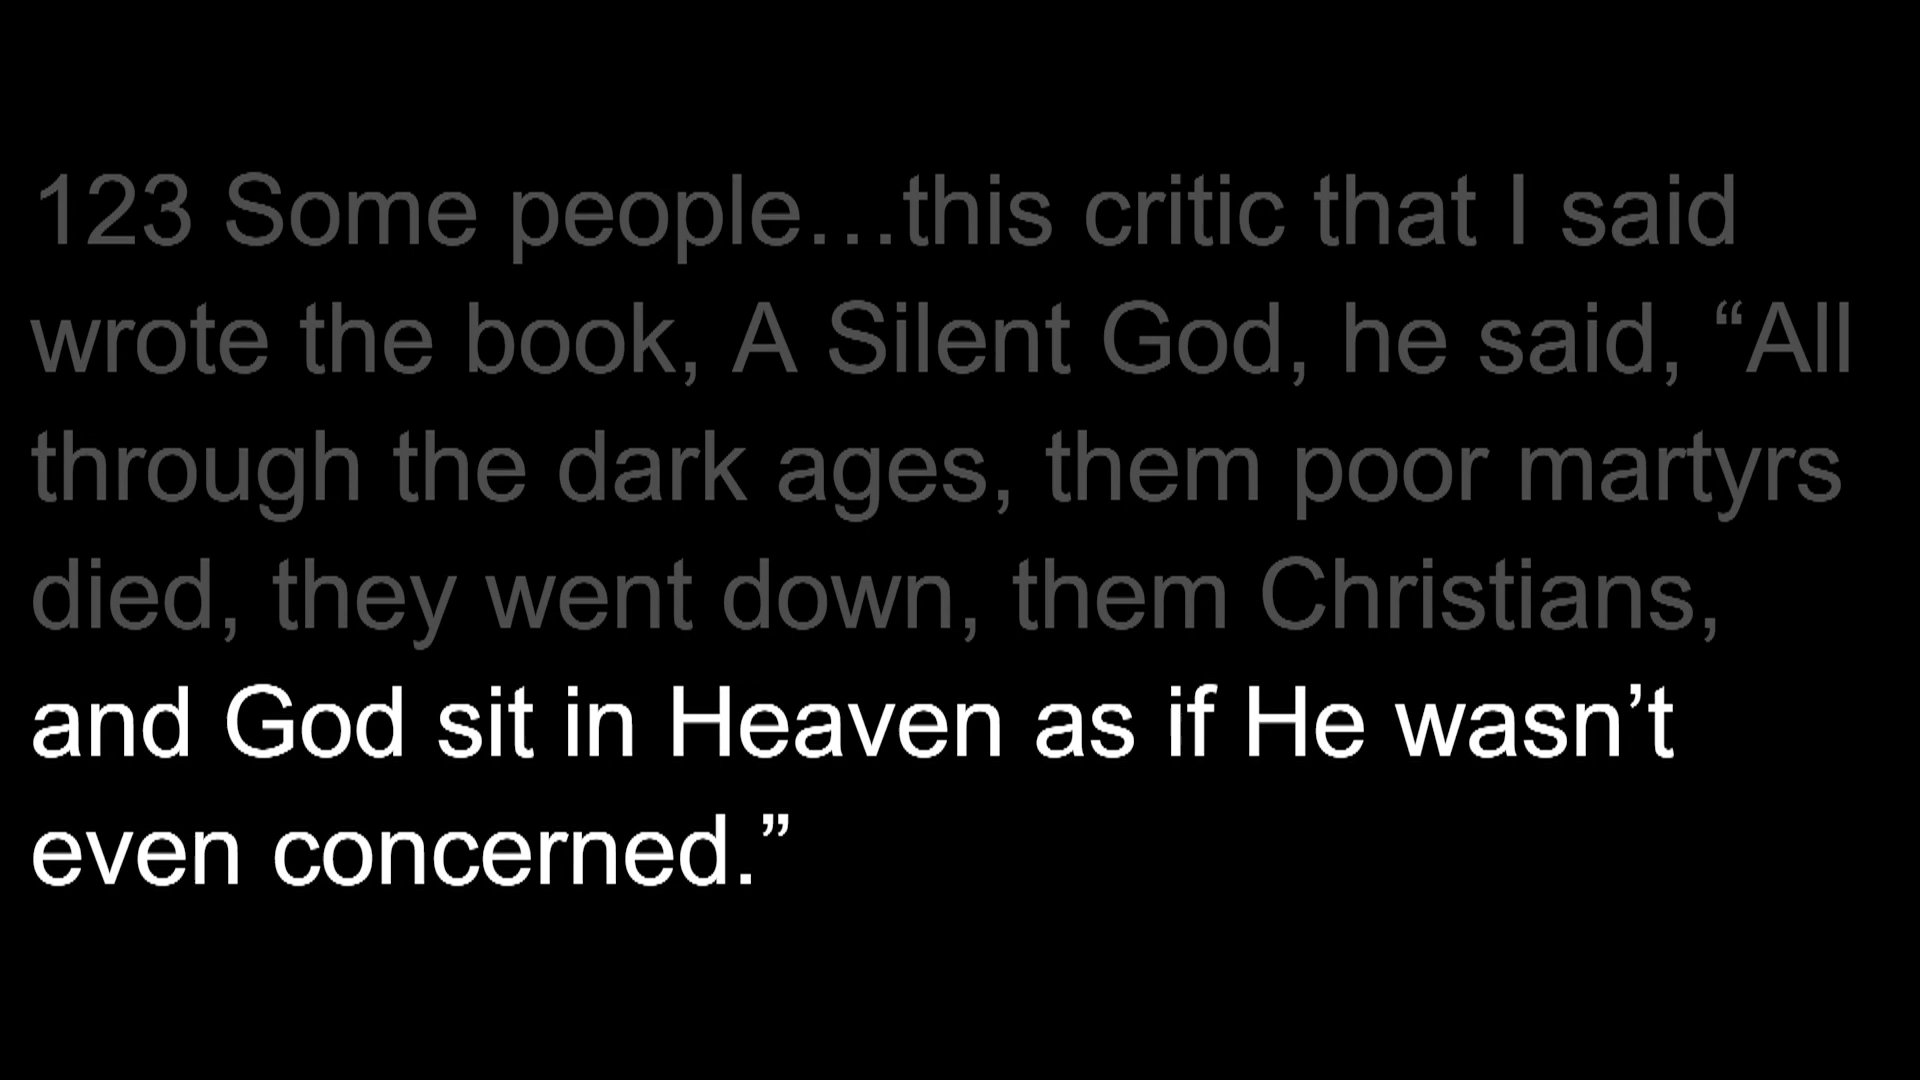 123 Some people…this critic that I said
wrote the book, A Silent God, he said, “All
through the dark ages, them poor martyrs
died, they went down, them Christians,
and God sit in Heaven as if He wasn’t
even concerned.”